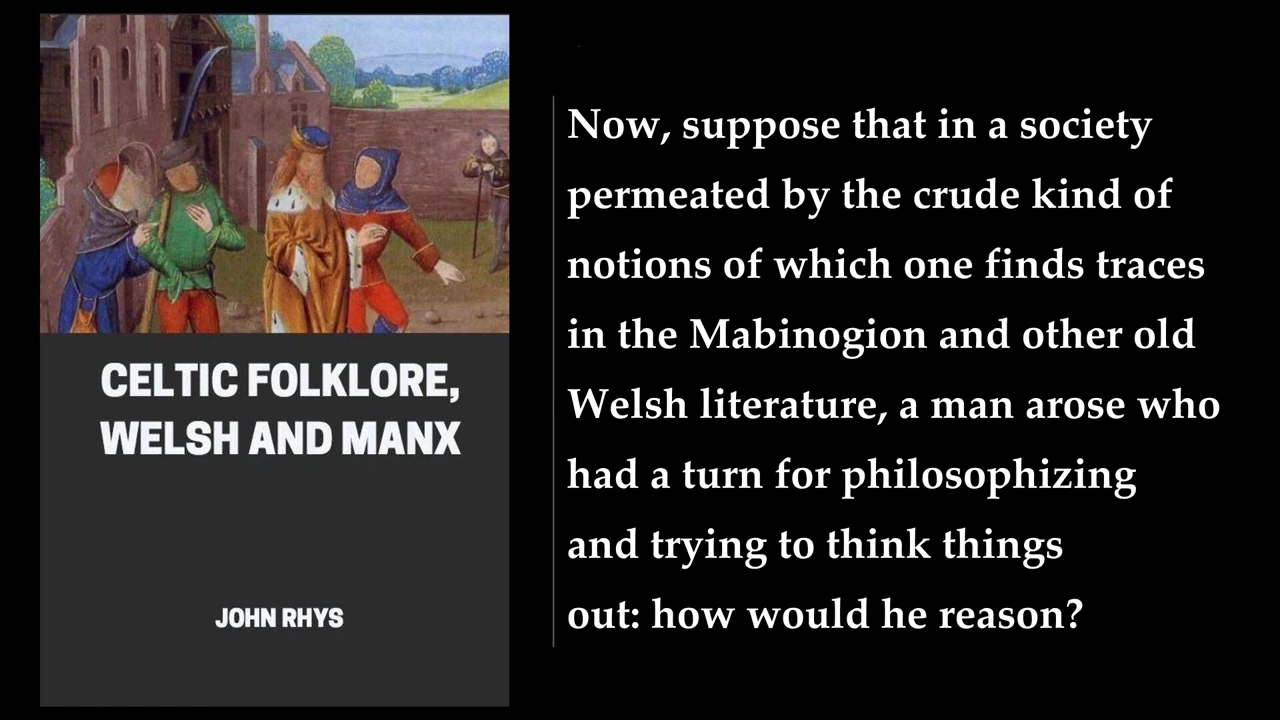 CELTIC FOLKLORE,
WELSH AND MANX
JOHN RHYS
Now, suppose that in a society
permeated by the crude kind of
notions of which one finds traces
in the Mabinogion and other old
Welsh literature, a man arose who
had a turn for philosophizing
and trying to think things
out: how would he reason?